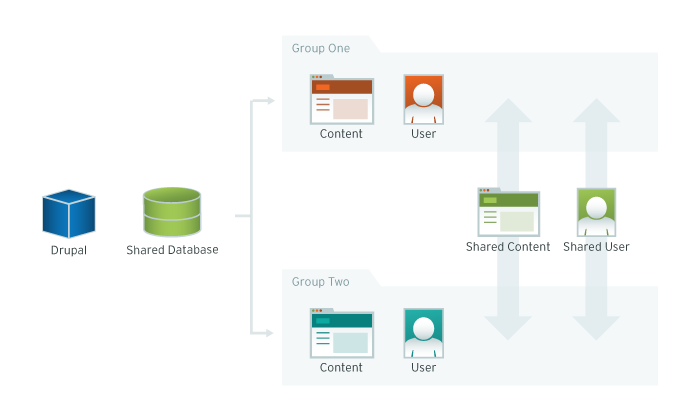 Group One
Content
User
Drupal
Shared Database
Shared Content
Shared User
Group Two
Content
User